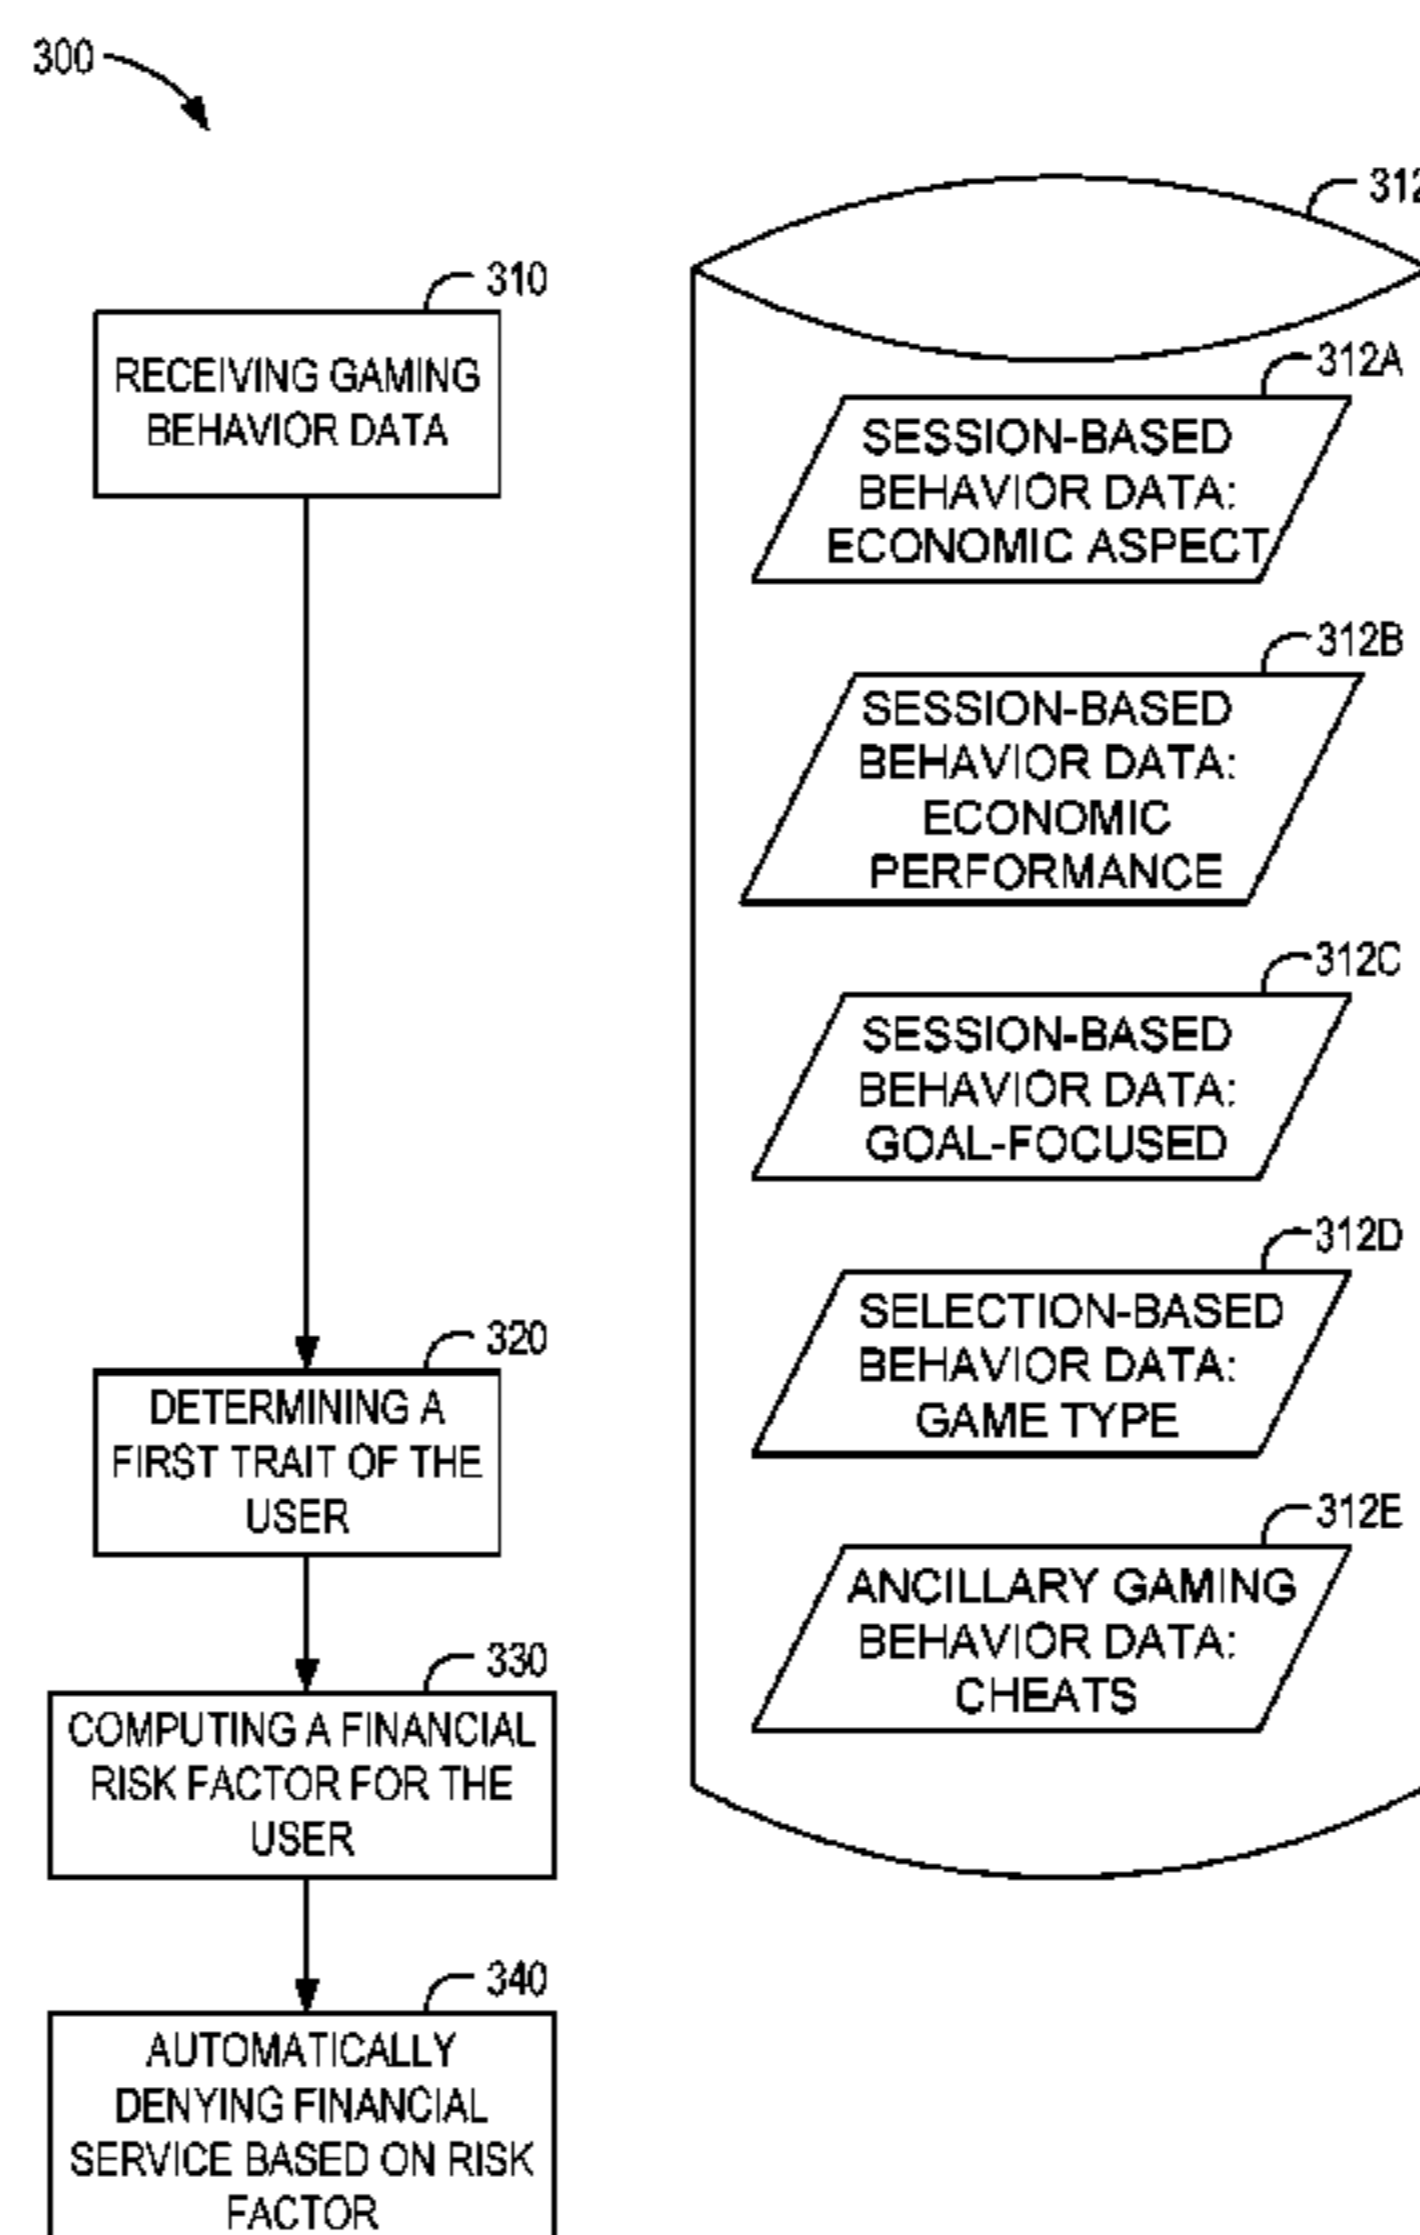 300
310
RECEIVING GAMING
BEHAVIOR DATA
320
DETERMINING A
FIRST TRAIT OF THE
USER
330
COMPUTING A FINANCIAL
RISK FACTOR FOR THE
USER
340
AUTOMATICALLY
DENYING FINANCIAL
SERVICE BASED ON RISK
FACTOR
312
312A
SESSION-BASED
BEHAVIOR DATA:
ECONOMIC ASPECT
312B
SESSION-BASED
BEHAVIOR DATA:
ECONOMIC
PERFORMANCE
312C
SESSION-BASED
BEHAVIOR DATA:
GOAL-FOCUSED
312D
SELECTION-BASED
BEHAVIOR DATA:
GAME TYPE
312E
ANCILLARY GAMING
BEHAVIOR DATA:
CHEATS